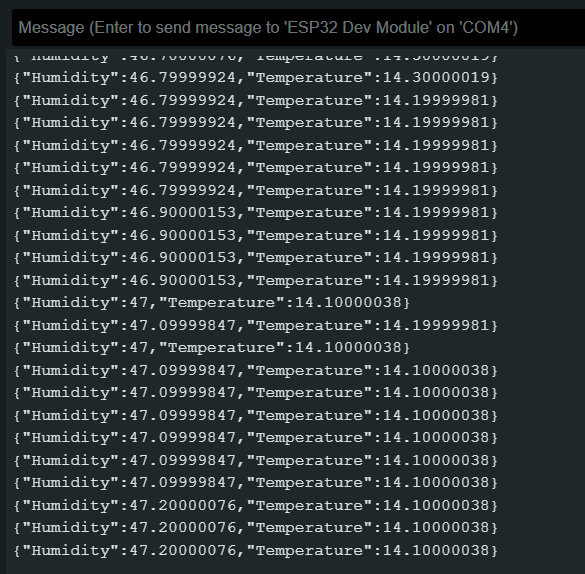 Message (Enter to send message to 'ESP32 Dev Module' on 'COM4')
{"Humidity":46.70000076,"Temperature":14.30000019}
{"Humidity":46.79999924,"Temperature":14.30000019}
{"Humidity":46.79999924,"Temperature":14.19999981}
{"Humidity":46.79999924,"Temperature":14.19999981}
{"Humidity":46.79999924,"Temperature":14.19999981}
{"Humidity":46.79999924,"Temperature":14.19999981}
{"Humidity":46.79999924,"Temperature":14.19999981}
{"Humidity":46.90000153,"Temperature":14.19999981}
{"Humidity":46.90000153,"Temperature":14.19999981}
{"Humidity":46.90000153,"Temperature":14.19999981}
{"Humidity":46.90000153,"Temperature":14.19999981}
{"Humidity":47,"Temperature":14.10000038}
{"Humidity":47.09999847,"Temperature":14.19999981}
{"Humidity":47,"Temperature":14.10000038}
{"Humidity":47.09999847,"Temperature":14.10000038}
{"Humidity":47.09999847,"Temperature":14.10000038}
{"Humidity":47.09999847,"Temperature":14.10000038}
{"Humidity":47.09999847,"Temperature":14.10000038}
{"Humidity":47.09999847,"Temperature":14.10000038}
{"Humidity":47.09999847,"Temperature":14.10000038}
{"Humidity":47.20000076,"Temperature":14.10000038}
{"Humidity":47.20000076,"Temperature":14.10000038}
{"Humidity":47.20000076,"Temperature":14.10000038}